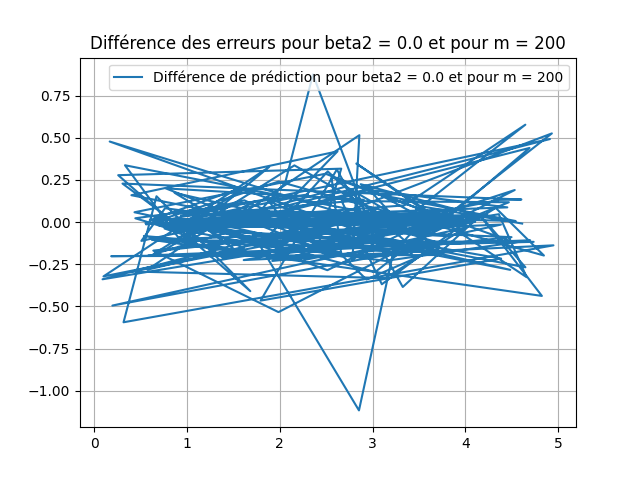 Différence des erreurs pour beta2 = 0.0 et pour m = 200
Différence de prédiction pour beta2 = 0.0 et pour m = 200
0.75
0.50
0.25
0.00
−0.25
−0.50
−0.75
−1.00
0 1 2 3 4 5